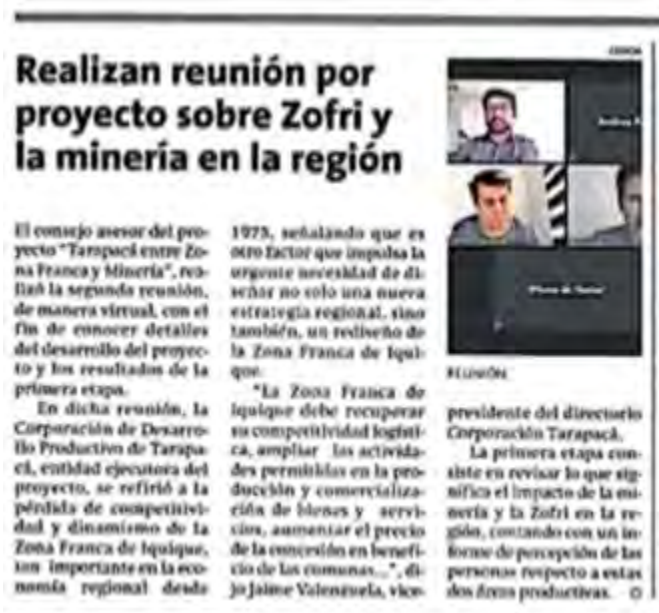 Realizan reunión por
proyecto sobre Zofri y
la minería en la región
El consejo asesor del pro-
yecto "Tarapacá entre Zo-
na Franca y Minería", rea-
lizó la segunda reunión,
de manera virtual, con el
fin de conocer detalles
del desarrollo del proyec-
to y los resultados de la
primera etapa.
En dicha reunión, la
Corporación de Desarro-
llo Productivo de Tarapa-
cá, entidad ejecutora del
proyecto, se refirió a la
pérdida de competitivi-
dad y dinamismo de la
Zona Franca de Iquique,
tan importante en la eco-
nomía regional desde
1975, señalando que es
otro factor que impulsa la
urgente necesidad de di-
señar no solo una nueva
estrategia regional, sino
también, un rediseño de
la Zona Franca de Iqui-
que.
"La Zona Franca de
Iquique debe recuperar
su competitividad logísti-
ca, ampliar las activida-
des permitidas en la pro-
ducción y comercializa-
ción de bienes y servi-
cios, aumentar el precio
de la concesión en benefi-
cio de las comunas...", di-
jo Jaime Valenzuela, vice-
REUNIÓN.
presidente del directorio
Corporación Tarapacá.
La primera etapa con-
siste en revisar lo que sig-
nifica el impacto de la mi-
nería y la Zofri en la re-
gión, contando con un in-
forme de percepción de las
personas respecto a estas
dos áreas productivas.